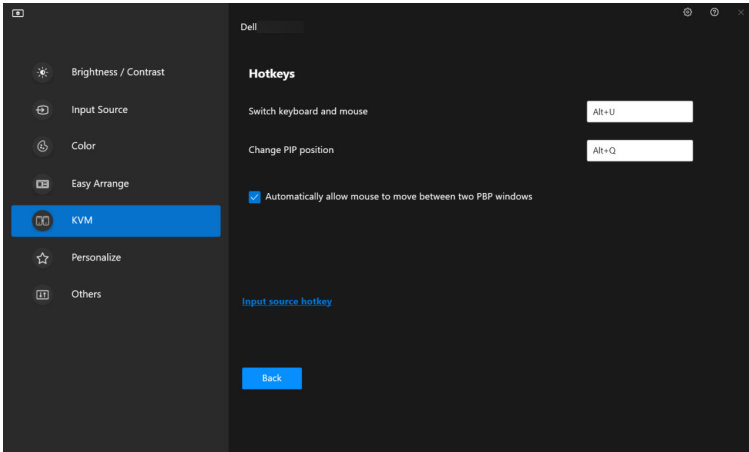 Dell
Brightness / Contrast
Input Source
Color
Easy Arrange
KVM
Personalize
Others
Hotkeys
Switch keyboard and mouse
Alt+U
Change PIP position
Alt+Q
Automatically allow mouse to move between two PBP windows
Input source hotkey
Back